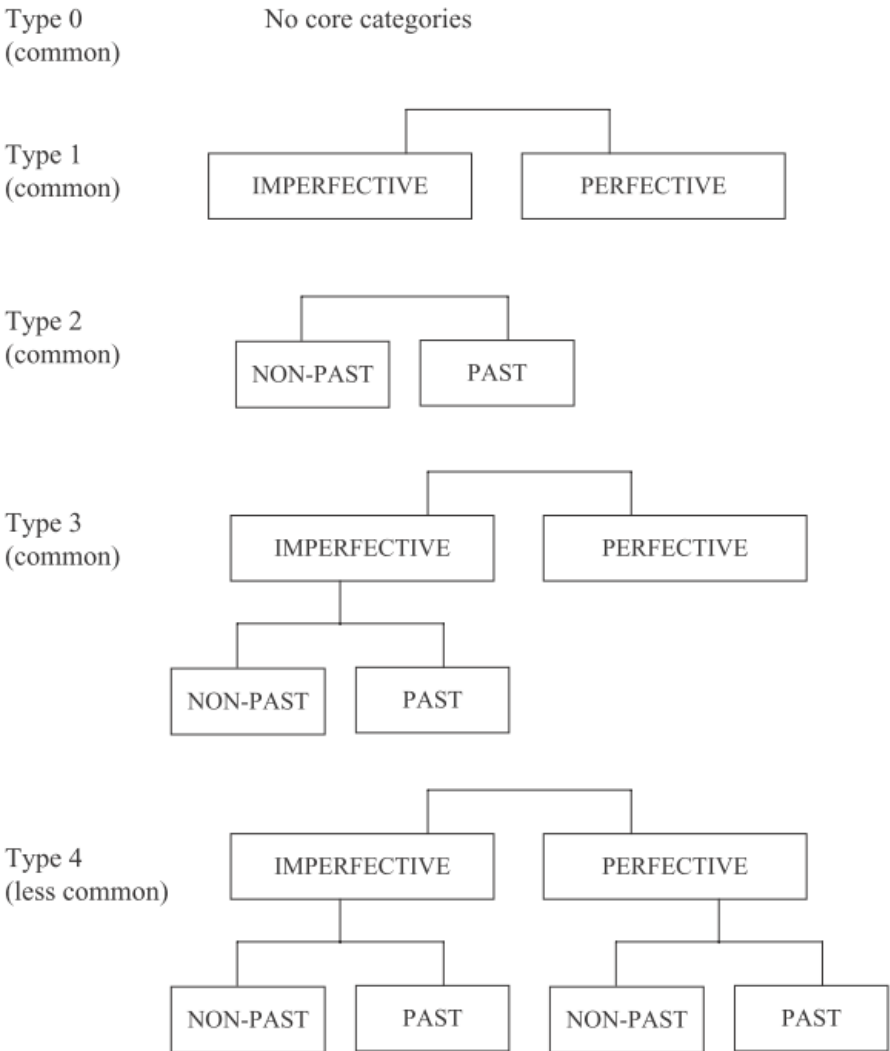 Type 0
(common)
No core categories
Type 1
(common)
IMPERFECTIVE PERFECTIVE
Type 2
(common)
NON-PAST PAST
Type 3
(common)
IMPERFECTIVE PERFECTIVE
NON-PAST PAST
Type 4
(less common)
IMPERFECTIVE PERFECTIVE
NON-PAST PAST NON-PAST PAST